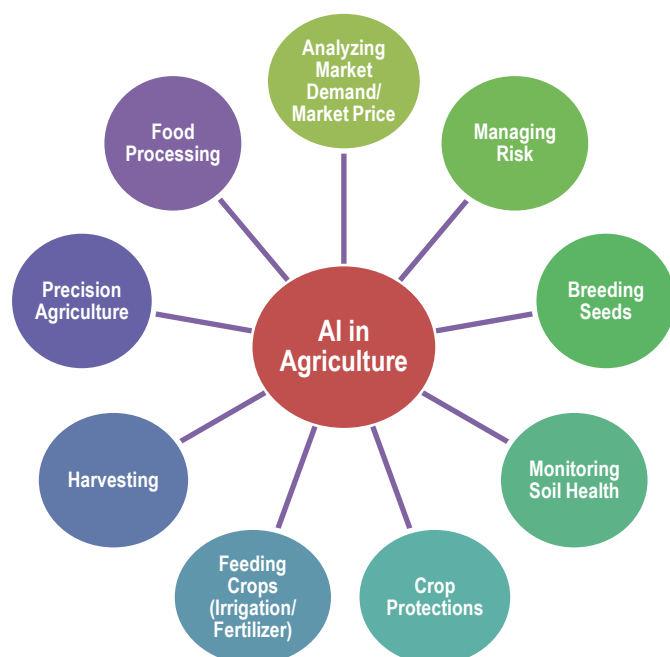 Analyzing
Market
Demand/
Market Price
Managing
Risk
Breeding
Seeds
Monitoring
Soil Health
Crop
Protections
Feeding
Crops
(Irrigation/
Fertilizer)
Harvesting
Precision
Agriculture
Food
Processing
AI in
Agriculture